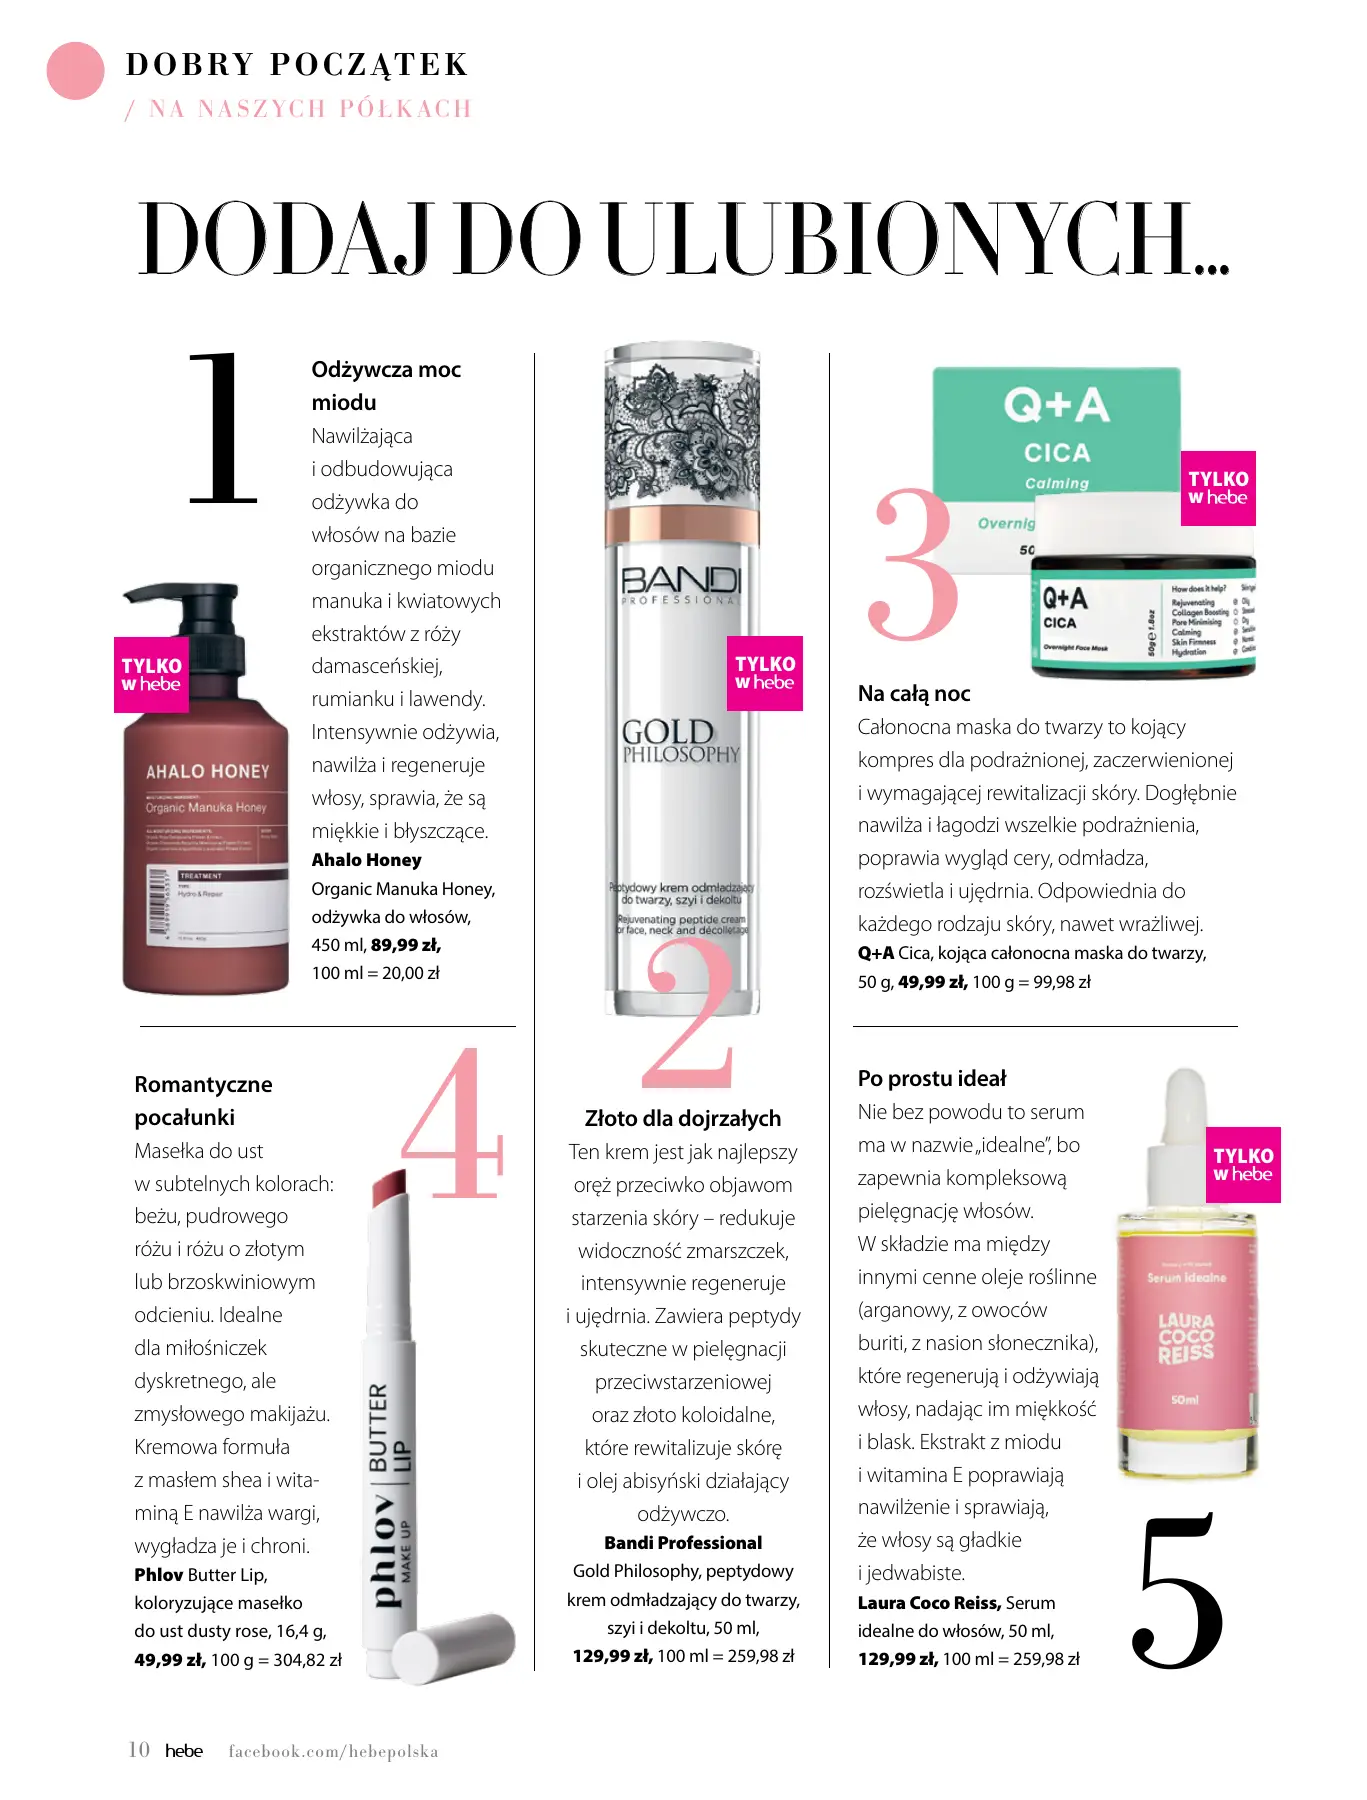 DOBRY POCZĄTEK
/ NA NASZYCH PÓŁKACH
DODAJ DO ULUBIONYCH...
1
Odżywcza moc
miodu
Nawilżająca
i odbudowująca
odżywka do
włosów na bazie
organicznego miodu
manuka i kwiatowych
ekstraktów z róży
damasceńskiej,
rumianku i lawendy.
Intensywnie odżywia,
nawilża i regeneruje
włosy, sprawia, że są
miękkie i błyszczące.
Ahalo Honey
Organic Manuka Honey,
odżywka do włosów,
450 ml, 89,99 zł,
100 ml = 20,00 zł
TYLKO
w hebe
AHALO HONEY
Organic Manuka Honey
TREATMENT
Hydro & Repair
BANDI
PROFESSIONAL
TYLKO
w hebe
GOLD
PHILOSOPHY
Peptydowy krem odmładzający
do twarzy, szyi i dekoltu
Rejuvenating peptide cream
for face, neck and décolletage
2
Złoto dla dojrzałych
Ten krem jest jak najlepszy
oręż przeciwko objawom
starzenia skóry – redukuje
widoczność zmarszczek,
intensywnie regeneruje
i ujędrnia. Zawiera peptydy
skuteczne w pielęgnacji
przeciwstarzeniowej
oraz złoto koloidalne,
które rewitalizuje skórę
i olej abisyński działający
odżywczo.
Bandi Professional
Gold Philosophy, peptydowy
krem odmładzający do twarzy,
szyi i dekoltu, 50 ml,
129,99 zł, 100 ml = 259,98 zł
Q+A
CICA
Calming
Overnig
50
TYLKO
w hebe
3
Q+A
CICA
Overnight Face Mask
50g e 1.8oz
How does it help?
Rejuvenating
Collagen Boosting
Pore Minimising
Calming
Skin Firmness
Hydration
Na całą noc
Całonocna maska do twarzy to kojący
kompres dla podrażnionej, zaczerwienionej
i wymagającej rewitalizacji skóry. Dogłębnie
nawilża i łagodzi wszelkie podrażnienia,
poprawia wygląd cery, odmładza,
rozświetla i ujędrnia. Odpowiednia do
każdego rodzaju skóry, nawet wrażliwej.
Q+A Cica, kojąca całonocna maska do twarzy,
50 g, 49,99 zł, 100 g = 99,98 zł
4
Romantyczne
pocałunki
Masełka do ust
w subtelnych kolorach:
beżu, pudrowego
różu i różu o złotym
lub brzoskwiniowym
odcieniu. Idealne
dla miłośniczek
dyskretnego, ale
zmysłowego makijażu.
Kremowa formuła
z masłem shea i wita-
miną E nawilża wargi,
wygładza je i chroni.
Phlov Butter Lip,
koloryzujące masełko
do ust dusty rose, 16,4 g,
49,99 zł, 100 g = 304,82 zł
phlov
MAKE UP
BUTTER
LIP
Po prostu ideał
Nie bez powodu to serum
ma w nazwie „idealne”, bo
zapewnia kompleksową
pielęgnację włosów.
W składzie ma między
innymi cenne oleje roślinne
(arganowy, z owoców
buriti, z nasion słonecznika),
które regenerują i odżywiają
włosy, nadając im miękkość
i blask. Ekstrakt z miodu
i witamina E poprawiają
nawilżenie i sprawiają,
że włosy są gładkie
i jedwabiste.
Laura Coco Reiss, Serum
idealne do włosów, 50 ml,
129,99 zł, 100 ml = 259,98 zł
TYLKO
w hebe
Serum idealne
LAURA
COCO
REISS
50ml
5
10 hebe facebook.com/hebepolska